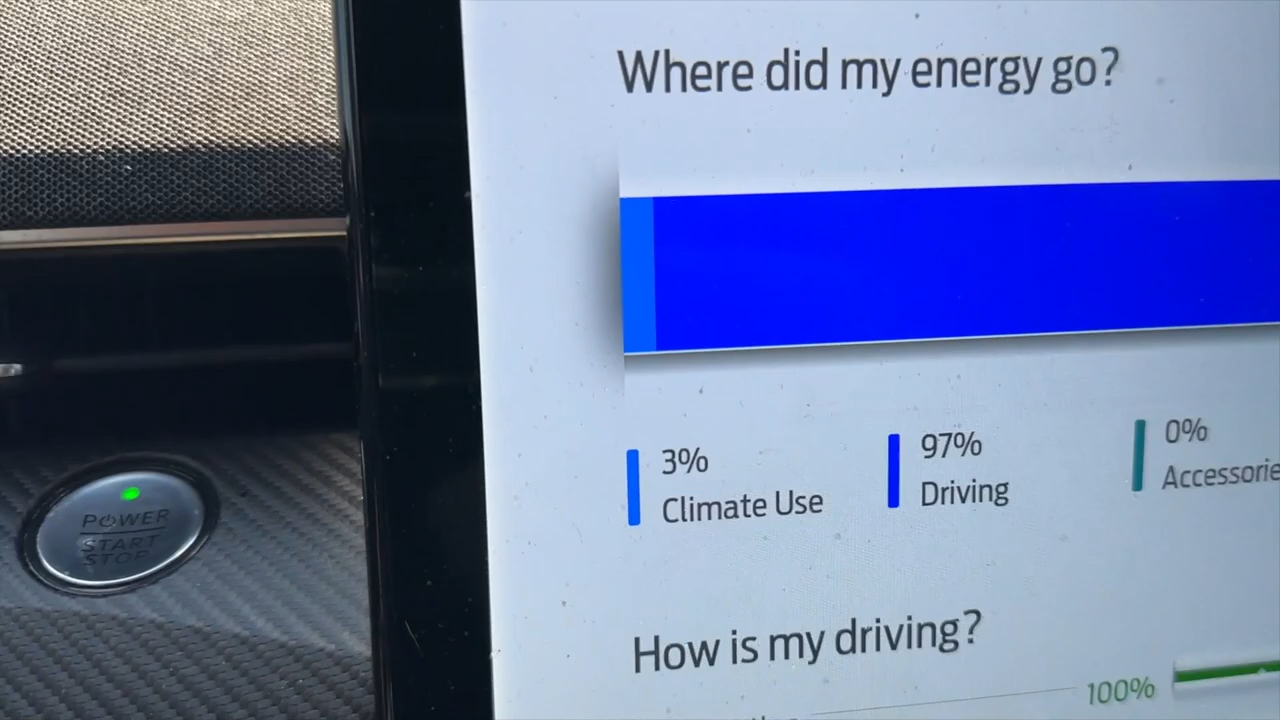 Where did my energy go?
3%
Climate Use
97%
Driving
0%
Accessorie
POWER
START
STOP
How is my driving?
100%